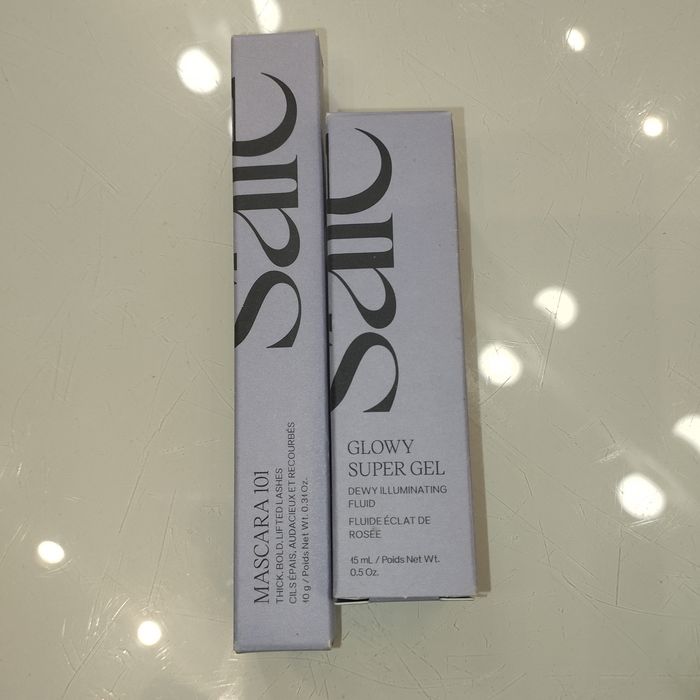 Saie
MASCARA 101
THICK, BOLD, LIFTED LASHES
CILS ÉPAIS, AUDACIEUX ET RECOURBÉS
10 g / Poids Net Wt. 0.31 Oz.
Saie
GLOWY
SUPER GEL
DEWY ILLUMINATING
FLUID
FLUIDE ÉCLAT DE
ROSÉE
15 mL / Poids Net Wt.
0.5 Oz.